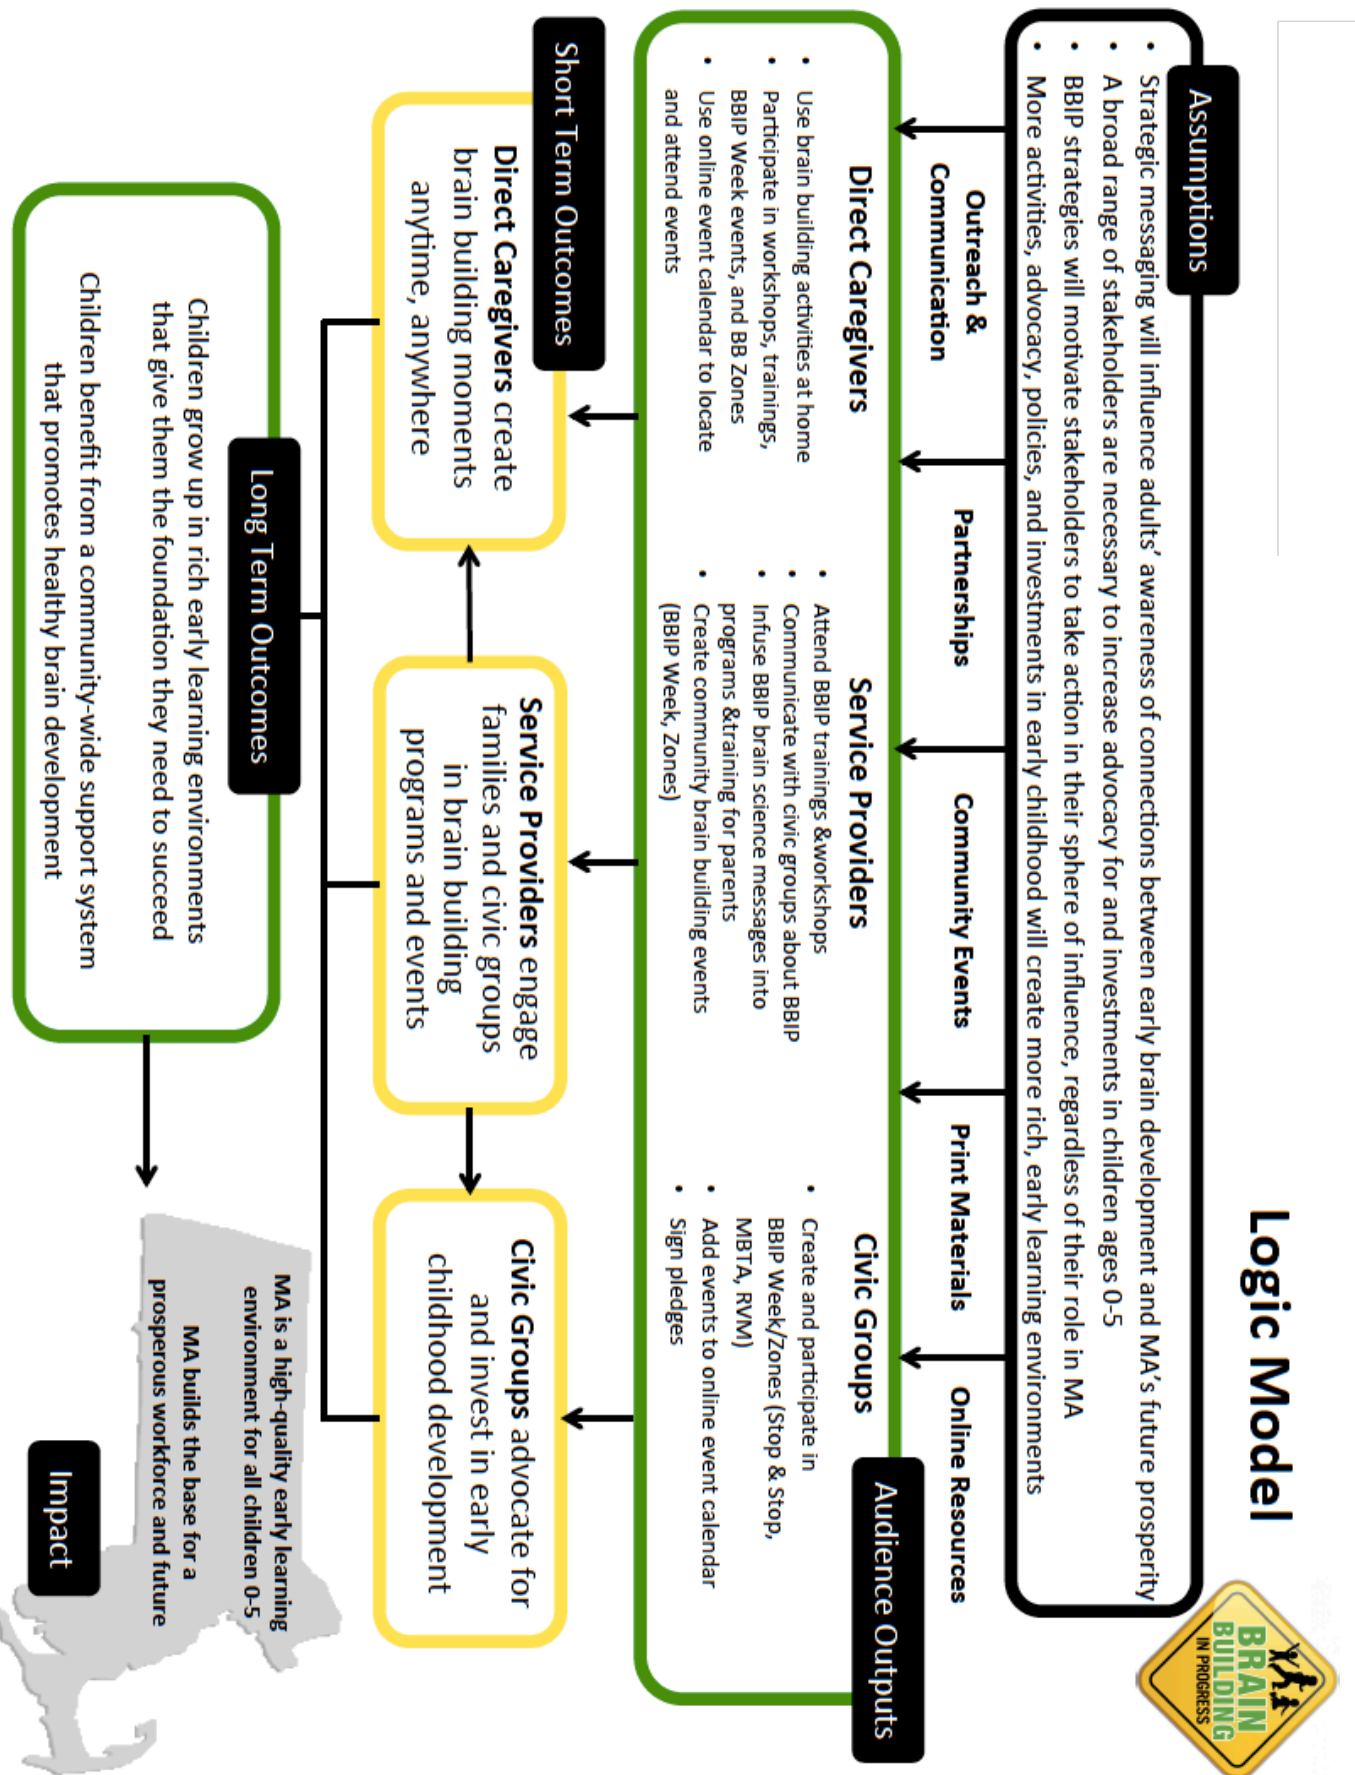 Logic Model
BRAIN
BUILDING
IN PROGRESS
Assumptions
• Strategic messaging will influence adults' awareness of connections between early brain development and MA's future prosperity
• A broad range of stakeholders are necessary to increase advocacy for and investments in children ages 0-5
• BBIP strategies will motivate stakeholders to take action in their sphere of influence, regardless of their role in MA
• More activities, advocacy, policies, and investments in early childhood will create more rich, early learning environments
Outreach &
Communication
Partnerships
Community Events
Print Materials
Online Resources
Audience Outputs
Direct Caregivers
• Use brain building activities at home
• Participate in workshops, trainings,
BBIP Week events, and BB Zones
• Use online event calendar to locate
and attend events
Service Providers
• Attend BBIP trainings &workshops
• Communicate with civic groups about BBIP
• Infuse BBIP brain science messages into
programs &training for parents
• Create community brain building events
(BBIP Week, Zones)
Civic Groups
• Create and participate in
BBIP Week/Zones (Stop & Stop,
MBTA, RVM)
• Add events to online event calendar
• Sign pledges
Short Term Outcomes
Direct Caregivers create
brain building moments
anytime, anywhere
Service Providers engage
families and civic groups
in brain building
programs and events
Civic Groups advocate for
and invest in early
childhood development
Long Term Outcomes
Children grow up in rich early learning environments
that give them the foundation they need to succeed
Children benefit from a community-wide support system
that promotes healthy brain development
MA is a high-quality early learning
environment for all children 0-5
MA builds the base for a
prosperous workforce and future
Impact